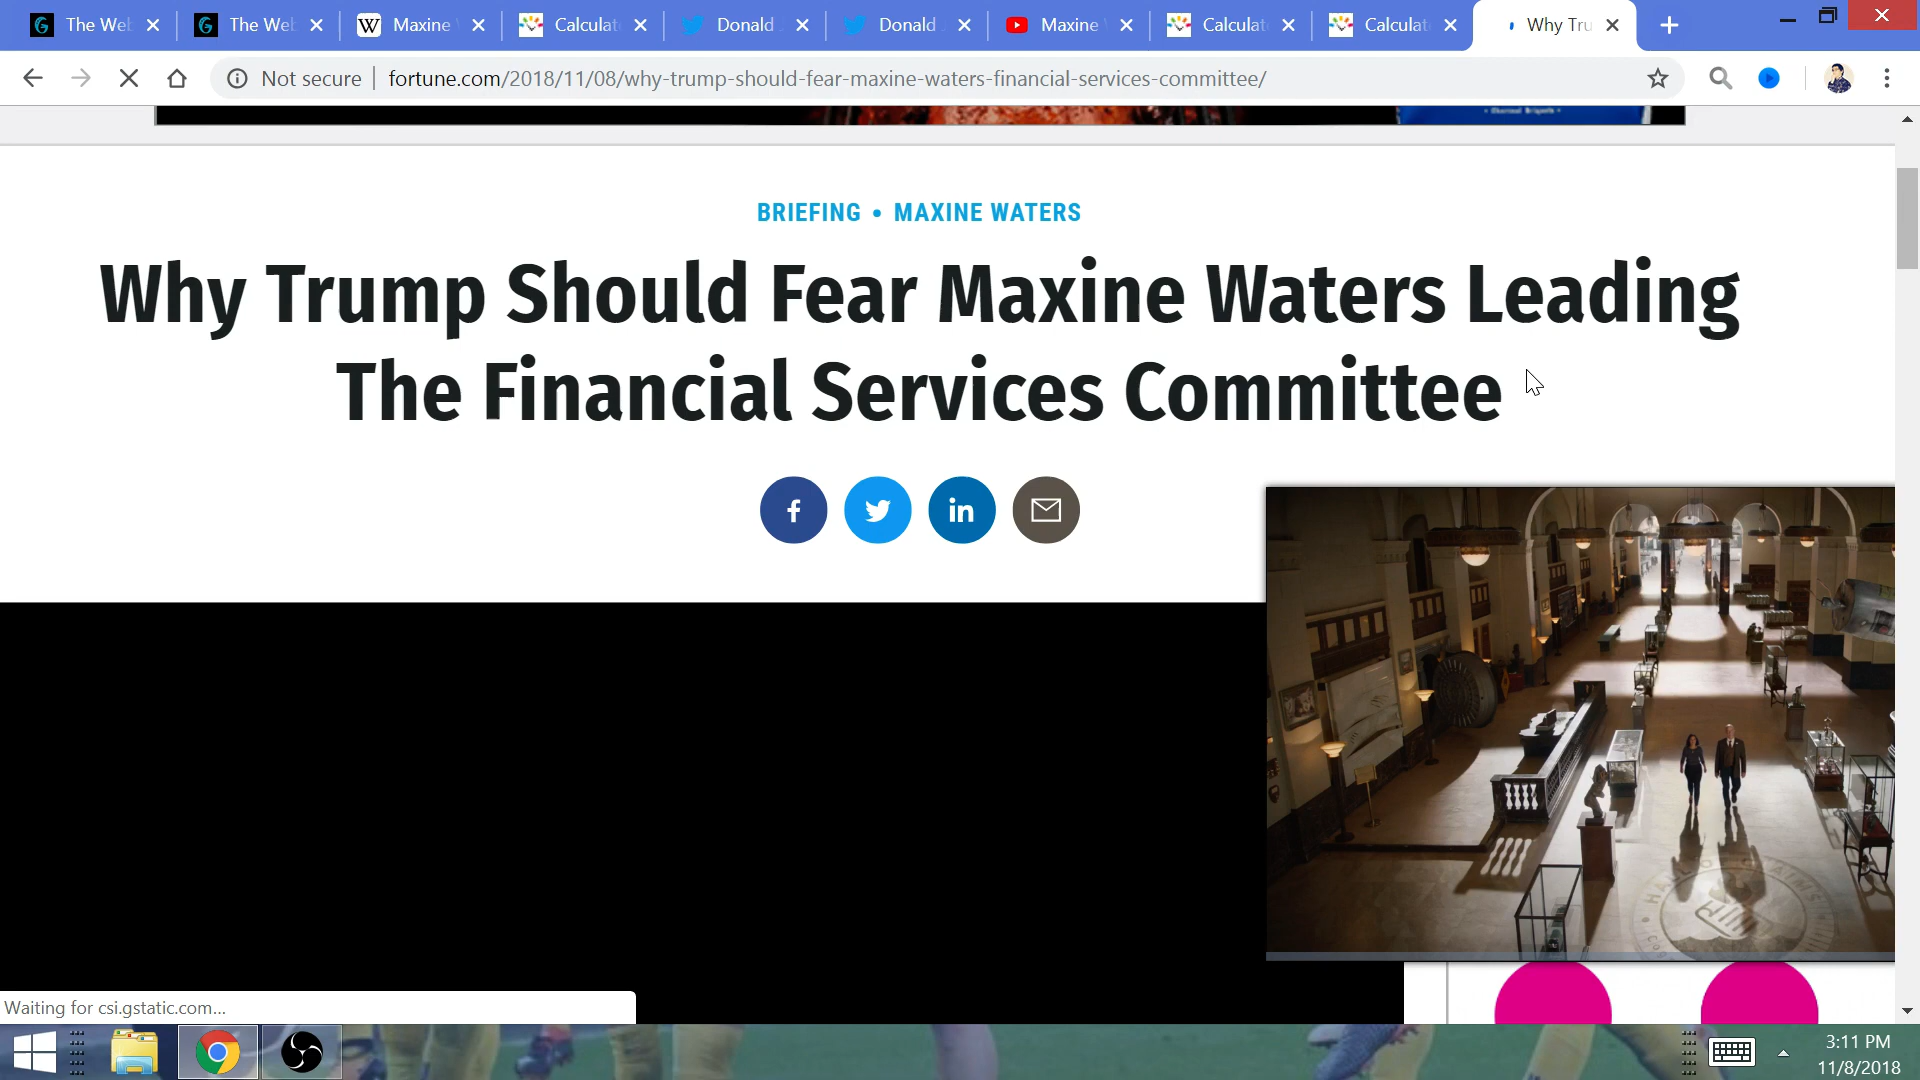 The Wel
The Wel
Maxine
Calculat
Donald
Donald
Maxine
Calculat
Calculat
Why Tru
Not secure
fortune.com/2018/11/08/why-trump-should-fear-maxine-waters-financial-services-committee/
BRIEFING • MAXINE WATERS
Why Trump Should Fear Maxine Waters Leading
The Financial Services Committee
Waiting for csi.gstatic.com...
3:11 PM
11/8/2018